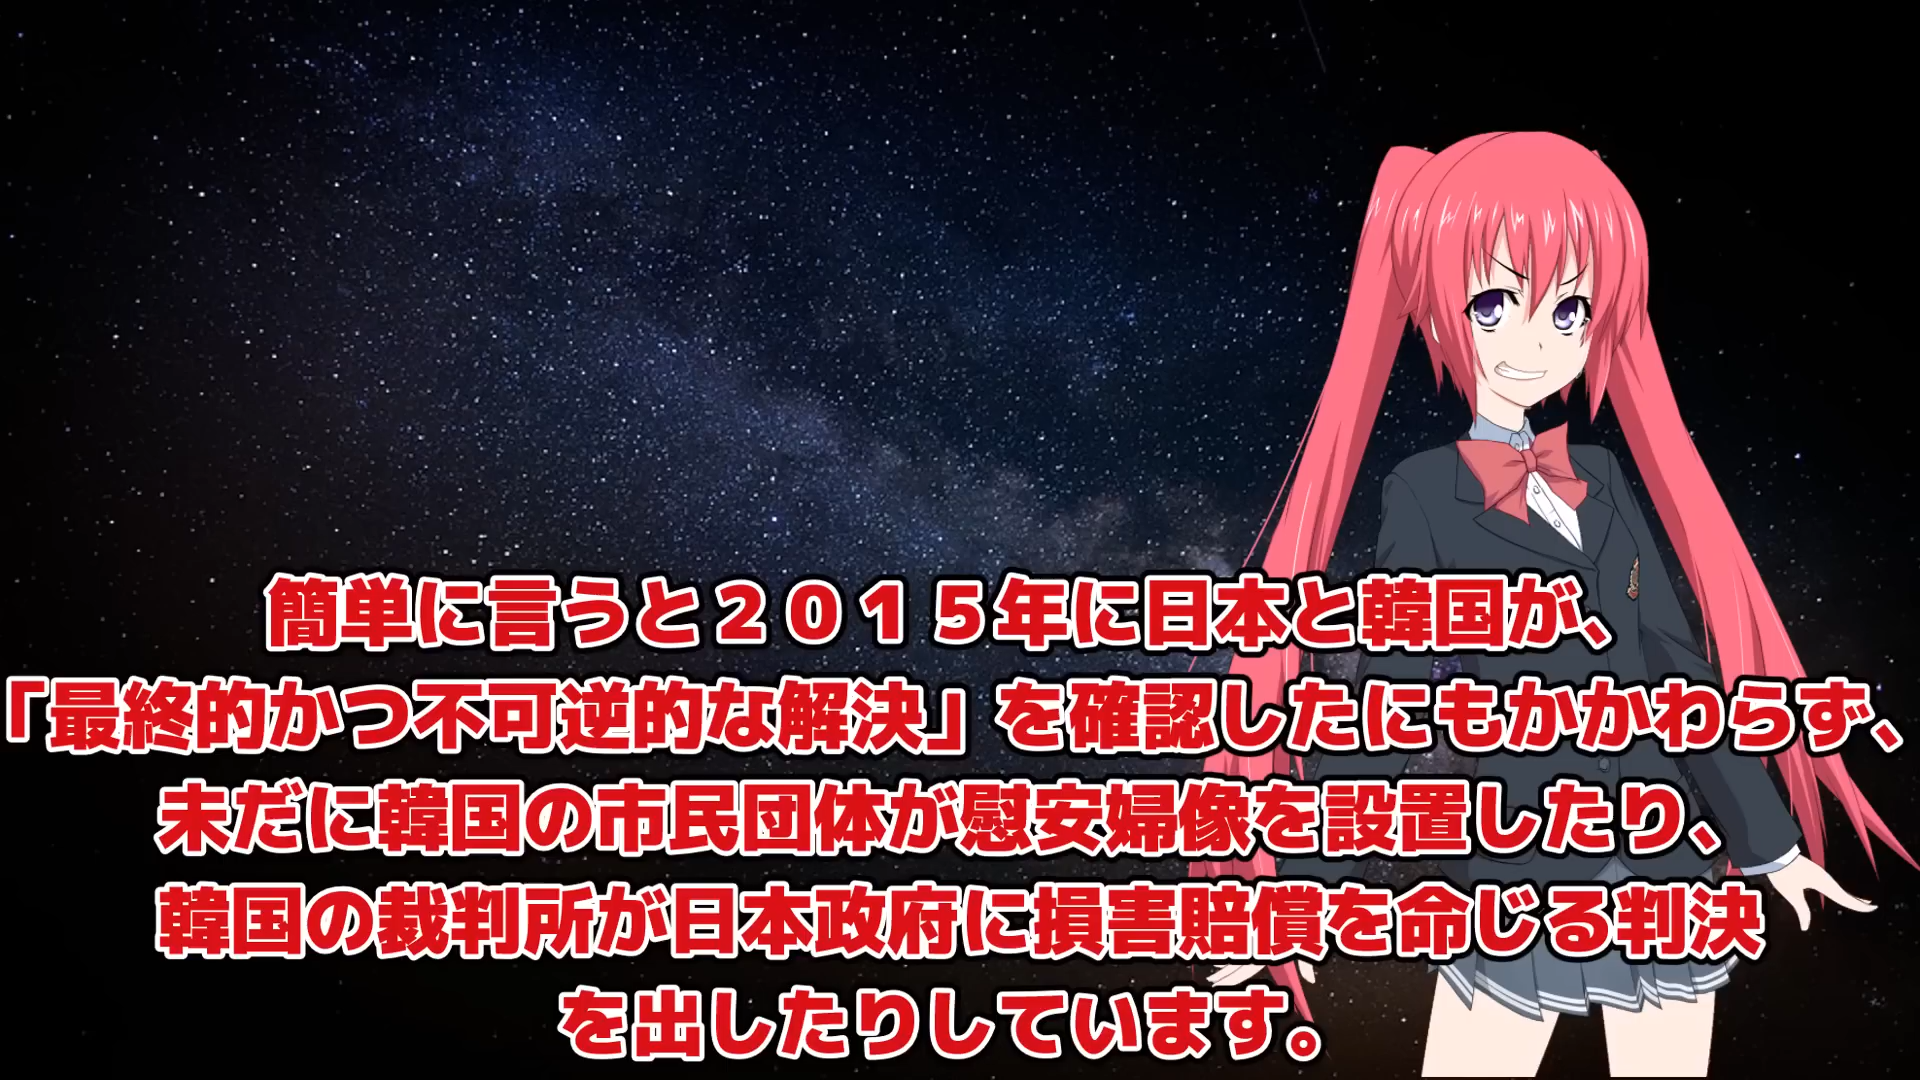 簡単に言うと２０１５年に日本と韓国が、
「最終的かつ不可逆的な解決」を確認したにもかかわらず、
未だに韓国の市民団体が慰安婦像を設置したり、
韓国の裁判所が日本政府に損害賠償を命じる判決
を出したりしています。